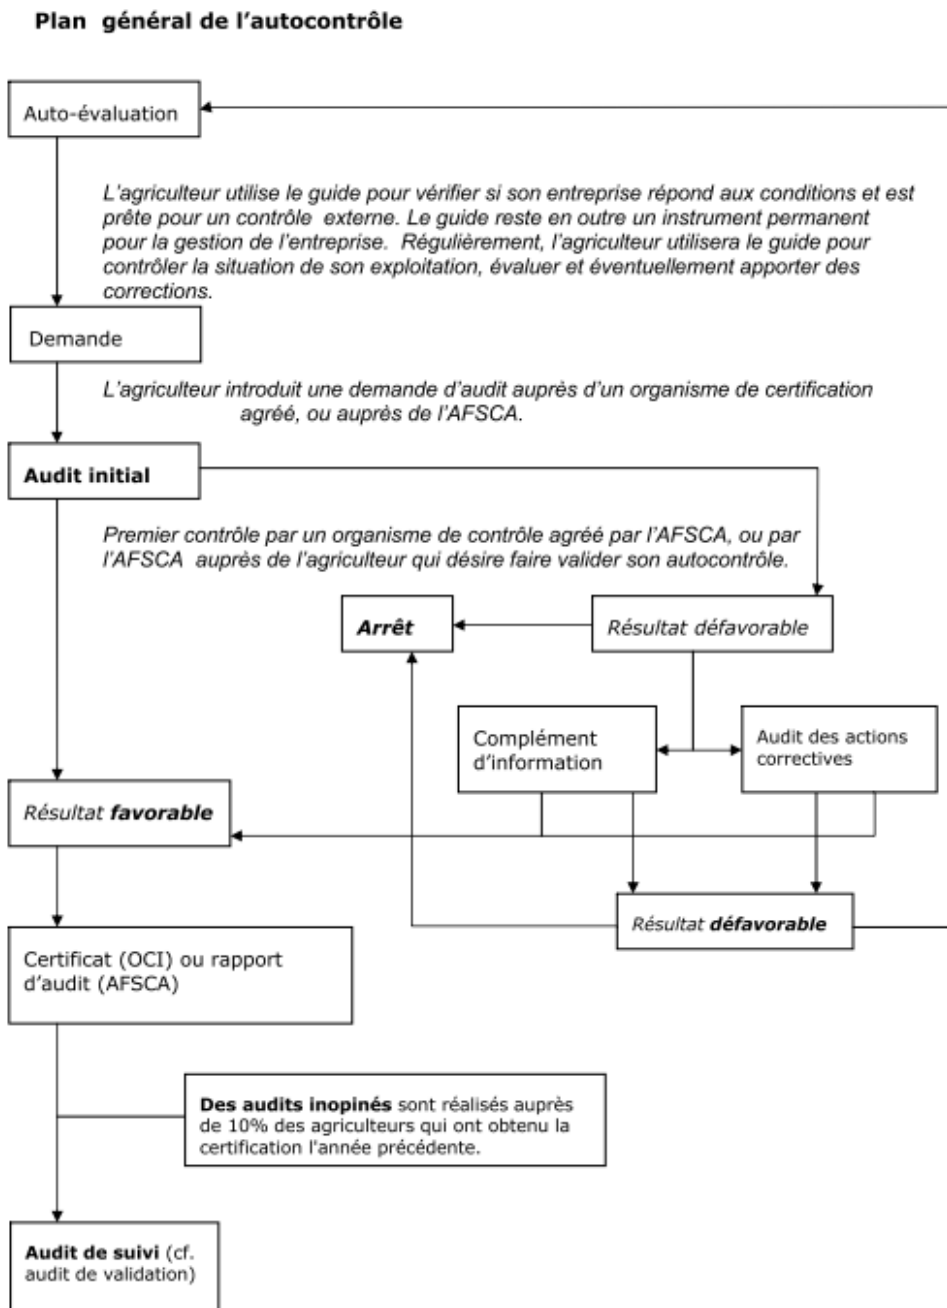 Plan général de l'autocontrôle
Auto-évaluation
L'agriculteur utilise le guide pour vérifier si son entreprise répond aux conditions et est
prête pour un contrôle externe. Le guide reste en outre un instrument permanent
pour la gestion de l'entreprise. Régulièrement, l'agriculteur utilisera le guide pour
contrôler la situation de son exploitation, évaluer et éventuellement apporter des
corrections.
Demande
L'agriculteur introduit une demande d'audit auprès d'un organisme de certification
agréé, ou auprès de l'AFSCA.
Audit initial
Premier contrôle par un organisme de contrôle agréé par l'AFSCA, ou par
l'AFSCA auprès de l'agriculteur qui désire faire valider son autocontrôle.
Arrêt
Résultat défavorable
Complément
d'information
Audit des actions
correctives
Résultat favorable
Résultat défavorable
Certificat (OCI) ou rapport
d'audit (AFSCA)
Des audits inopinés sont réalisés auprès
de 10% des agriculteurs qui ont obtenu la
certification l'année précédente.
Audit de suivi (cf.
audit de validation)